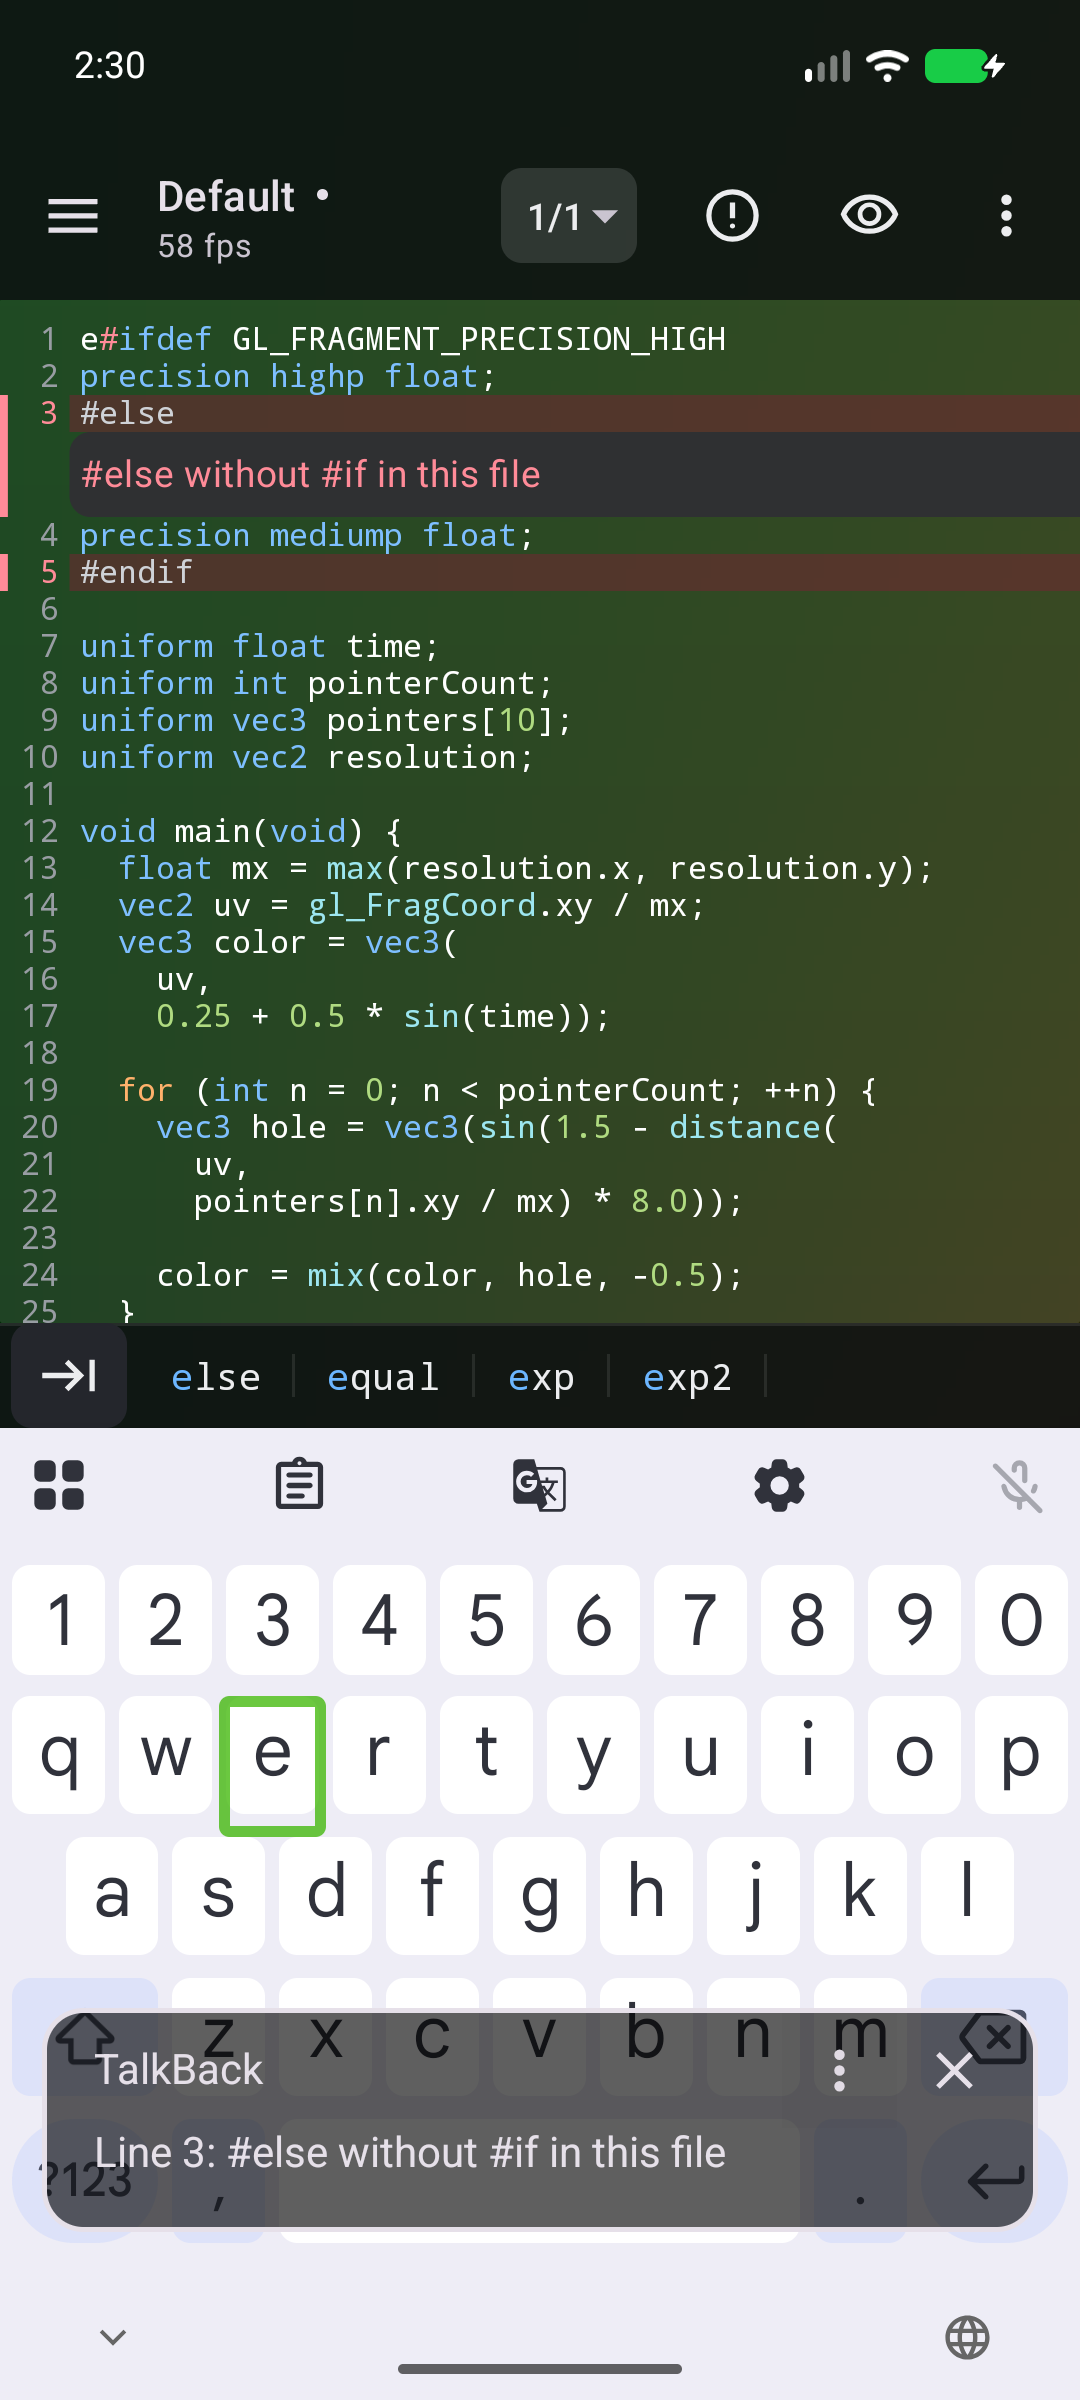 2:30
Default •
58 fps
1/1
1 e#ifdef GL_FRAGMENT_PRECISION_HIGH
2 precision highp float;
3 #else
#else without #if in this file
4 precision mediump float;
5 #endif
6
7 uniform float time;
8 uniform int pointerCount;
9 uniform vec3 pointers[10];
10 uniform vec2 resolution;
11
12 void main(void) {
13   float mx = max(resolution.x, resolution.y);
14   vec2 uv = gl_FragCoord.xy / mx;
15   vec3 color = vec3(
16     uv,
17     0.25 + 0.5 * sin(time));
18
19   for (int n = 0; n < pointerCount; ++n) {
20     vec3 hole = vec3(sin(1.5 - distance(
21       uv,
22       pointers[n].xy / mx) * 8.0));
23
24     color = mix(color, hole, -0.5);
25   }
else equal exp exp2
G 文
1 2 3 4 5 6 7 8 9 0
q w e r t y u i o p
a s d f g h j k l
z x c v b n m
TalkBack
Line 3: #else without #if in this file
?123 , .